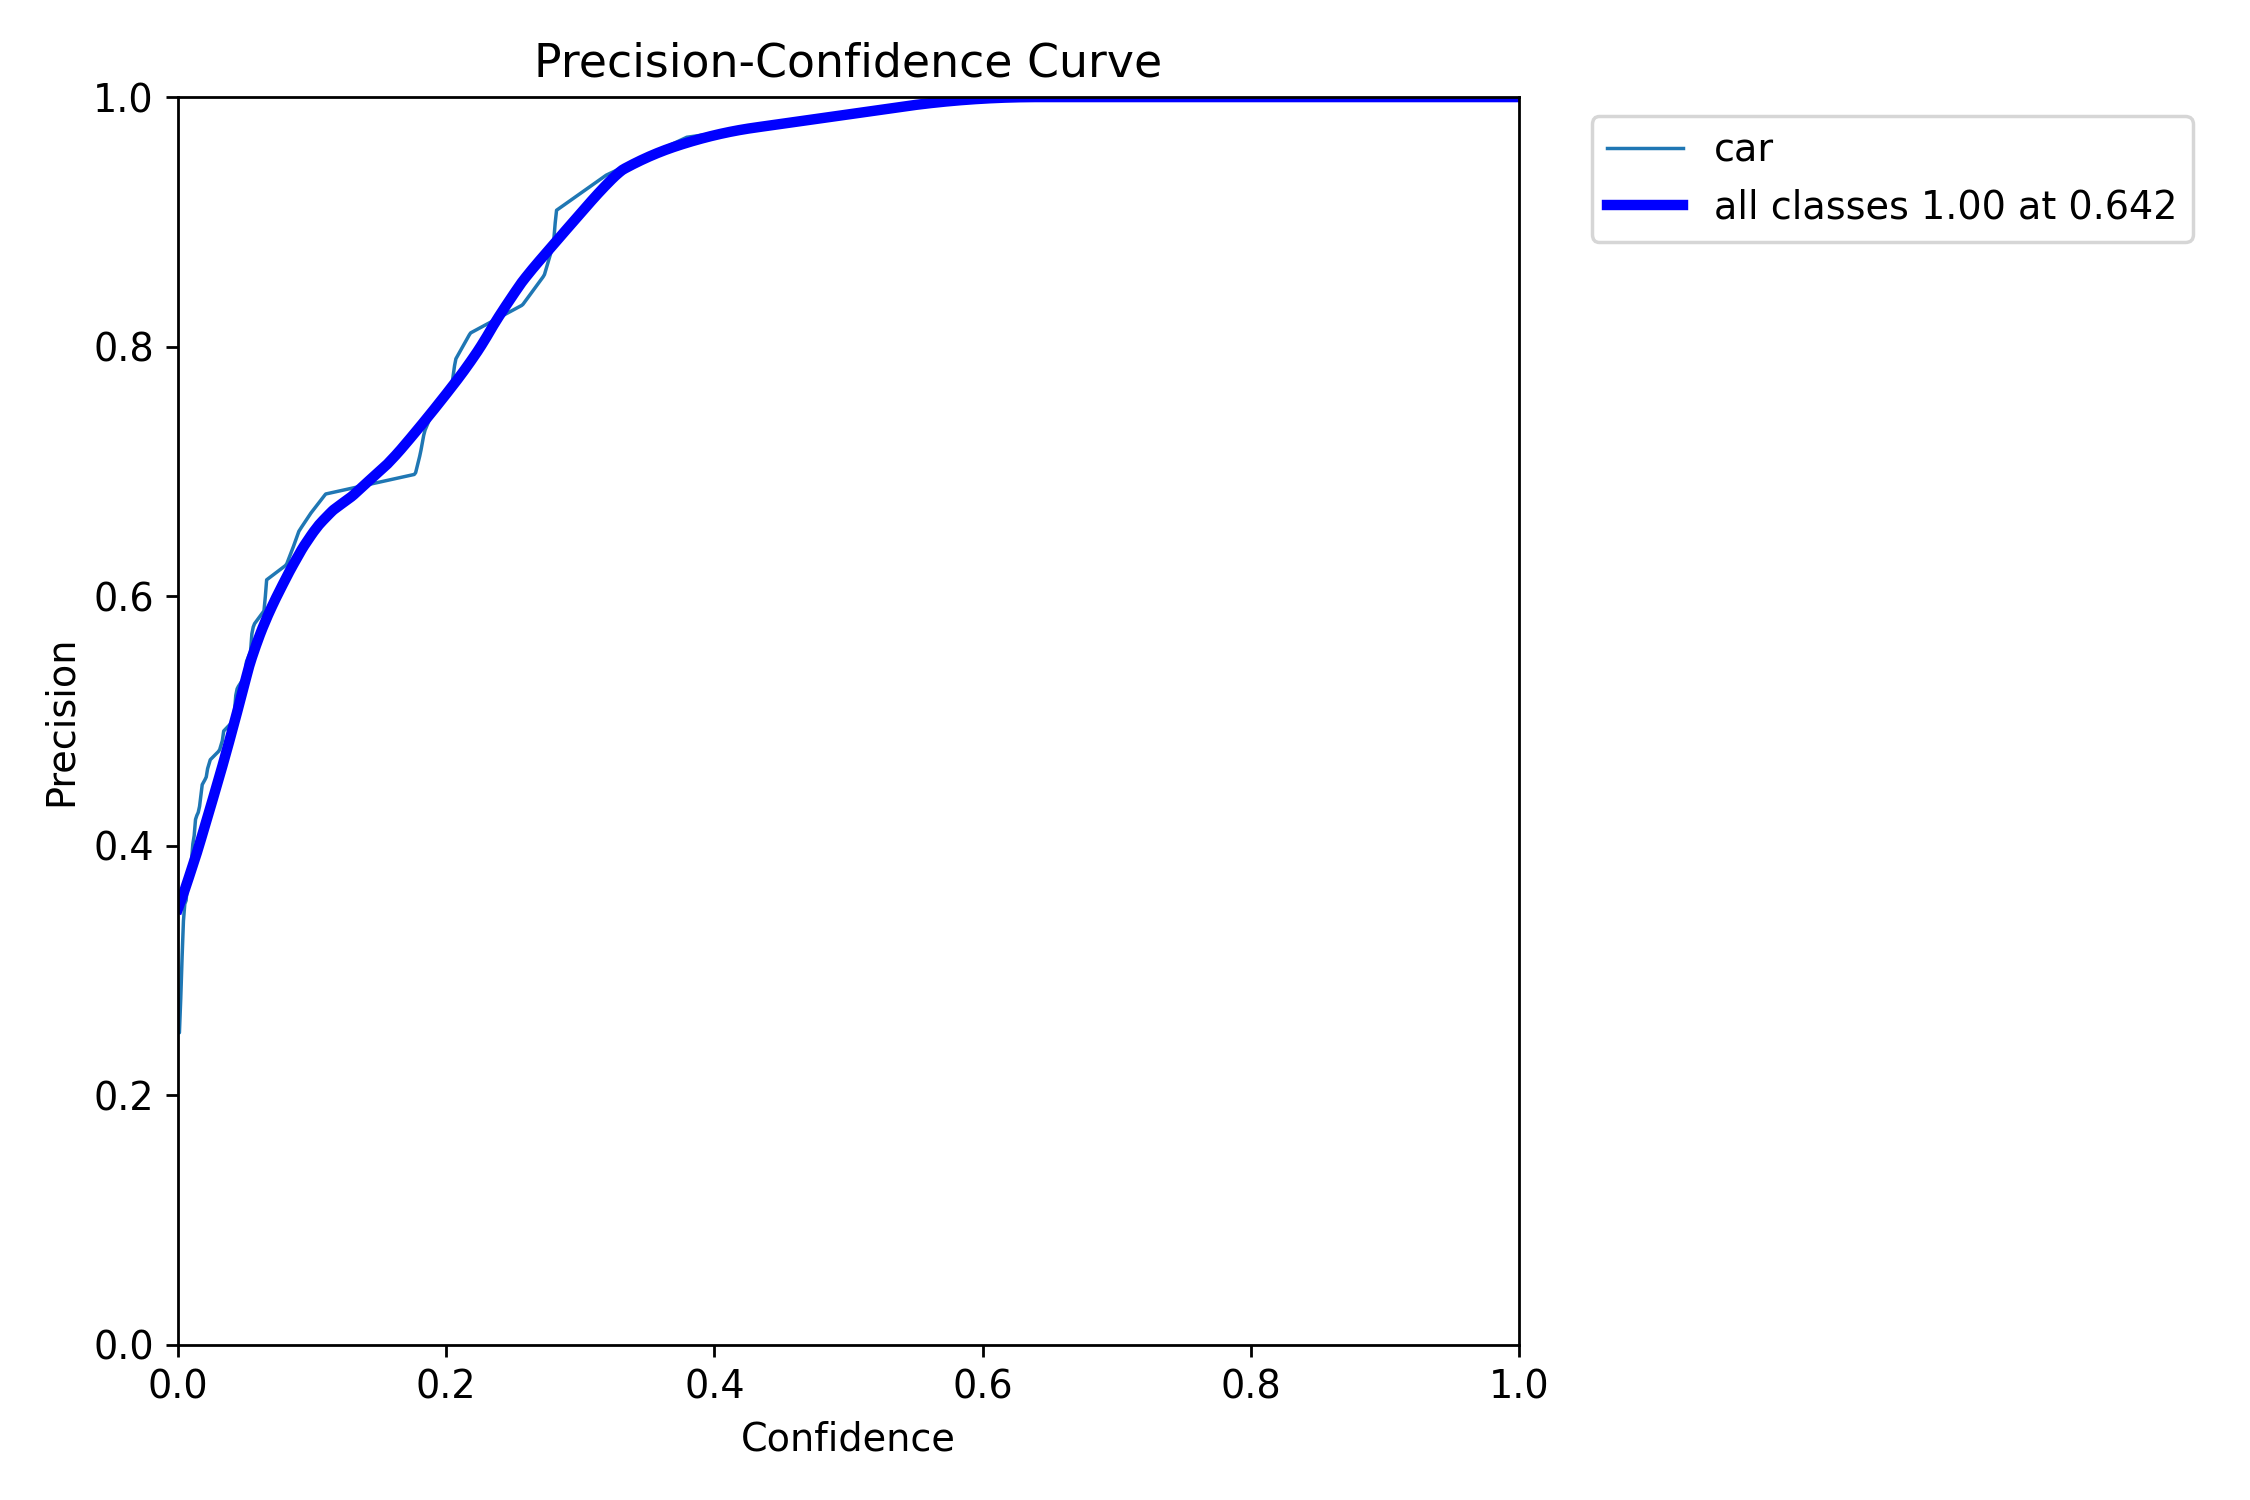 Precision-Confidence Curve
1.0
0.8
0.6
0.4
0.2
0.0
Precision
0.0 0.2 0.4 0.6 0.8 1.0
Confidence
car
all classes 1.00 at 0.642